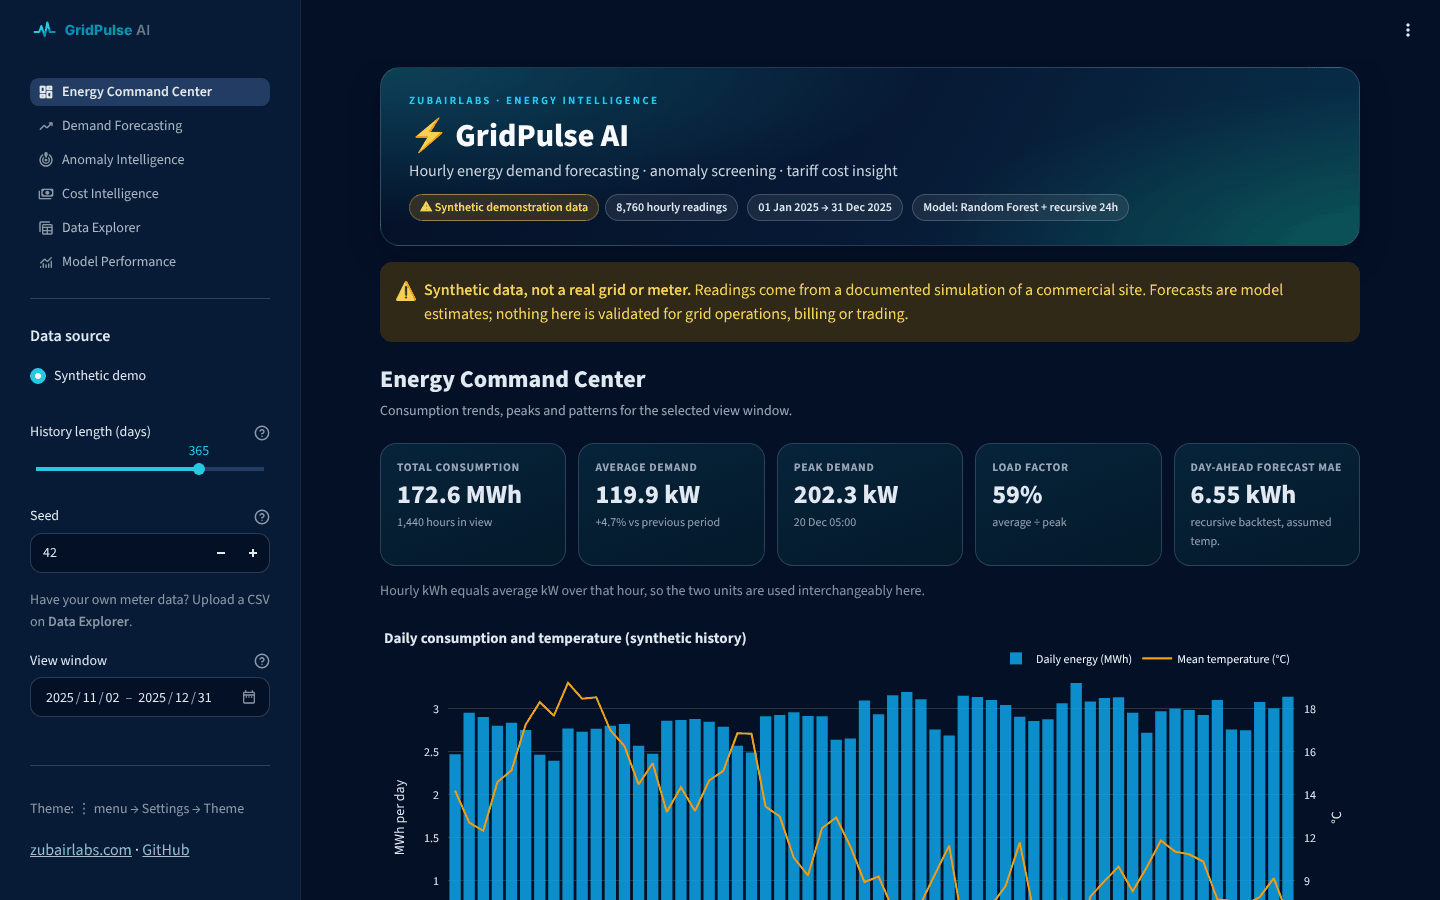 GridPulse AI
Energy Command Center
Demand Forecasting
Anomaly Intelligence
Cost Intelligence
Data Explorer
Model Performance
Data source
Synthetic demo
History length (days)
365
Seed
42
Have your own meter data? Upload a CSV
on Data Explorer.
View window
2025/11/02 – 2025/12/31
Theme: ⋮ menu → Settings → Theme
zubairlabs.com · GitHub
ZUBAIRLABS · ENERGY INTELLIGENCE
⚡ GridPulse AI
Hourly energy demand forecasting · anomaly screening · tariff cost insight
⚠ Synthetic demonstration data
8,760 hourly readings
01 Jan 2025 → 31 Dec 2025
Model: Random Forest + recursive 24h
Synthetic data, not a real grid or meter. Readings come from a documented simulation of a commercial site. Forecasts are model
estimates; nothing here is validated for grid operations, billing or trading.
Energy Command Center
Consumption trends, peaks and patterns for the selected view window.
TOTAL CONSUMPTION
172.6 MWh
1,440 hours in view
AVERAGE DEMAND
119.9 kW
+4.7% vs previous period
PEAK DEMAND
202.3 kW
20 Dec 05:00
LOAD FACTOR
59%
average ÷ peak
DAY-AHEAD FORECAST MAE
6.55 kWh
recursive backtest, assumed
temp.
Hourly kWh equals average kW over that hour, so the two units are used interchangeably here.
Daily consumption and temperature (synthetic history)
Daily energy (MWh)
Mean temperature (°C)
3
2.5
2
1.5
1
MWh per day
18
16
14
12
9
°C